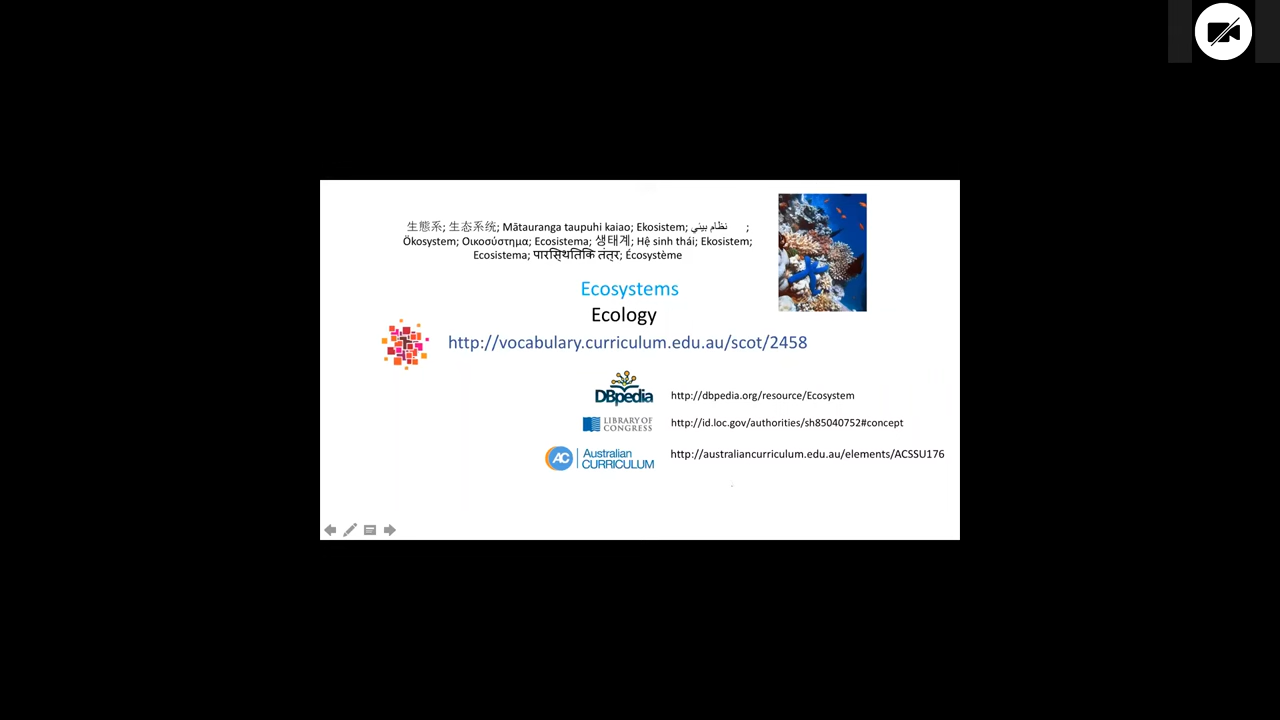 生態系; 生态系统; Mātauranga taupuhi kaiao; Ekosistem; نظام بيئي ;
Ökosystem; Οικοσύστημα; Ecosistema; 생태계; Hệ sinh thái; Ekosistem;
Ecosistema; पारिस्थितिकि तंत्र; Écosystème
Ecosystems
Ecology
http://vocabulary.curriculum.edu.au/scot/2458
DBpedia
http://dbpedia.org/resource/Ecosystem
LIBRARY OF
CONGRESS
http://id.loc.gov/authorities/sh85040752#concept
AC
Australian
CURRICULUM
http://australiancurriculum.edu.au/elements/ACSSU176